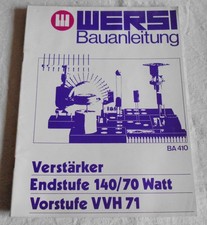 WERSI
Bauanleitung
BA 410
Verstärker
Endstufe 140/70 Watt
Vorstufe VVH 71